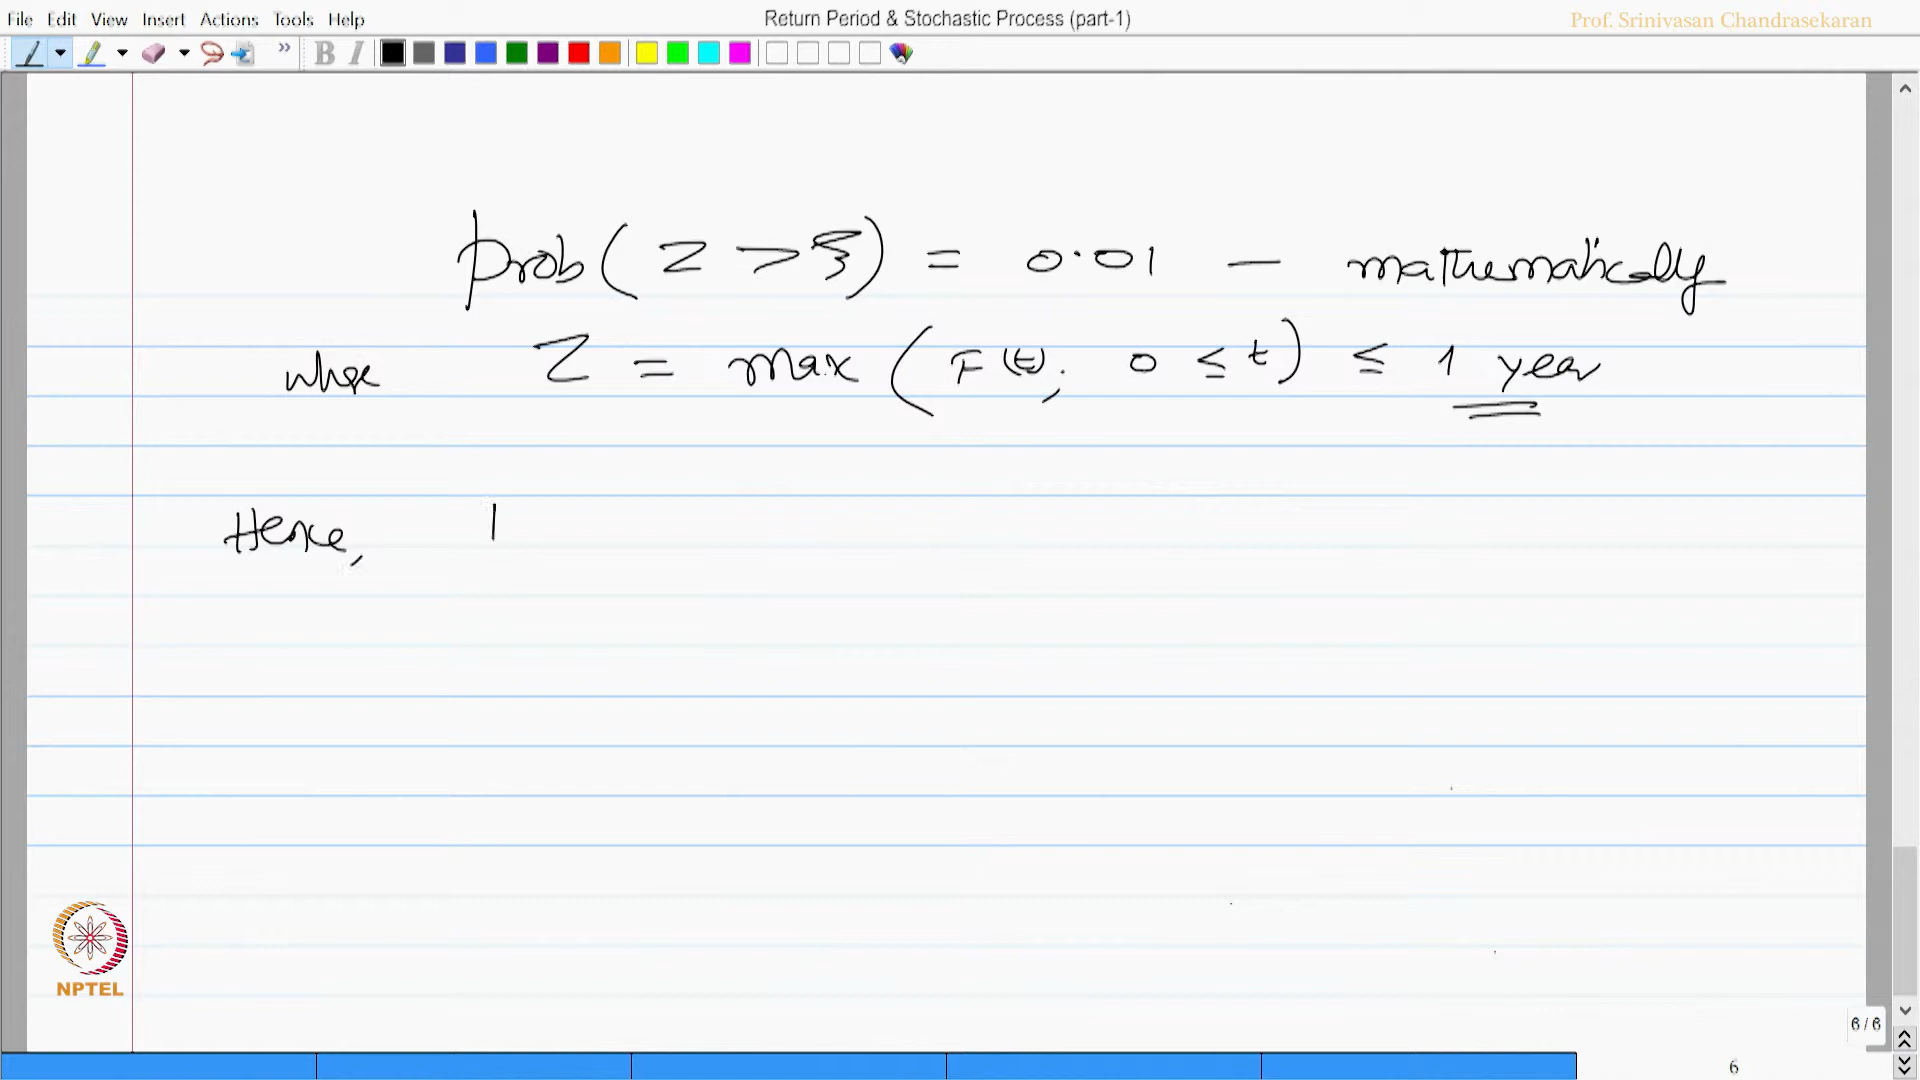 File Edit View Insert Actions Tools Help
Return Period & Stochastic Process (part-1)
Prof. Srinivasan Chandrasekaran
B I
Prob(Z > ξ) = 0.01 — mathematically
where Z = max (F(t); 0 ≤ t) ≤ 1 year
Hence,
NPTEL
6 / 6
6